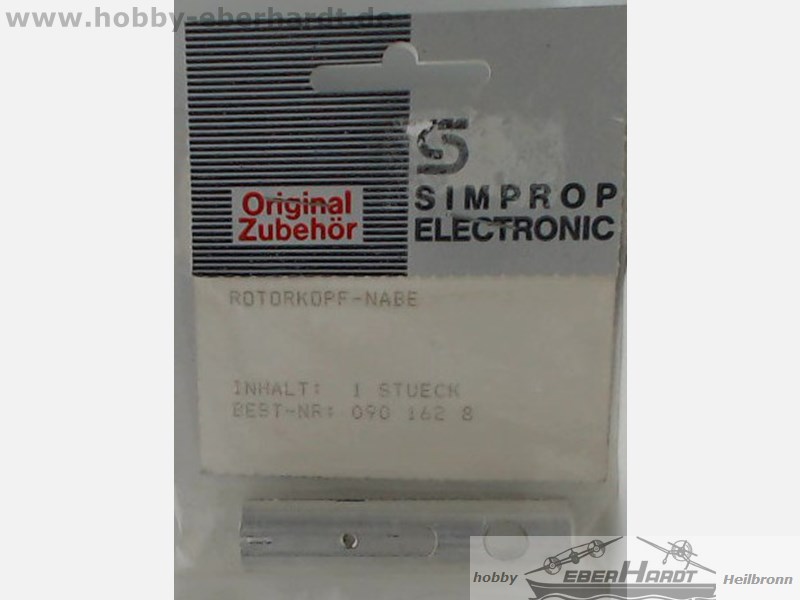 www.hobby-eberhardt.de
S
Original
Zubehör
SIMPROP
ELECTRONIC
ROTORKOPF-NABE
INHALT: 1 STUECK
BEST-NR: 090 162 8
hobby EBERHARDT Heilbronn